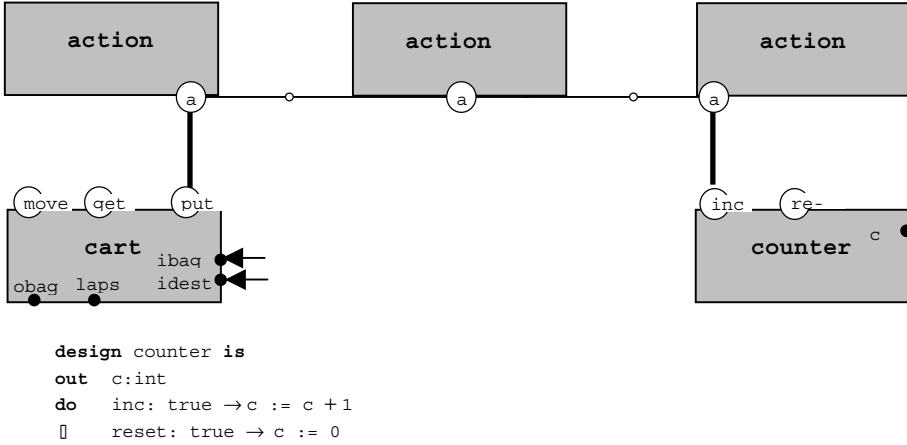 action action action
a a a
move get put inc re-
cart counter c
ibag
obag laps idest
design counter is
out c:int
do inc: true → c := c + 1
▯ reset: true → c := 0